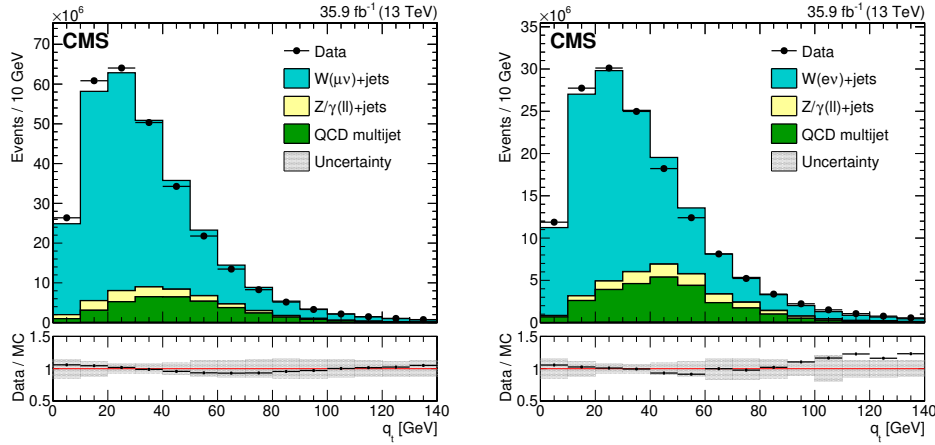 ×10⁶
35.9 fb⁻¹ (13 TeV)
CMS
Events / 10 GeV
70
60
50
40
30
20
10
0
Data
W(μν)+jets
Z/γ(ll)+jets
QCD multijet
Uncertainty
Data / MC
1.5
1
0.5
0 20 40 60 80 100 120 140
qₜ [GeV]
×10⁶
35.9 fb⁻¹ (13 TeV)
CMS
Events / 10 GeV
35
30
25
20
15
10
5
0
Data
W(eν)+jets
Z/γ(ll)+jets
QCD multijet
Uncertainty
Data / MC
1.5
1
0.5
0 20 40 60 80 100 120 140
qₜ [GeV]